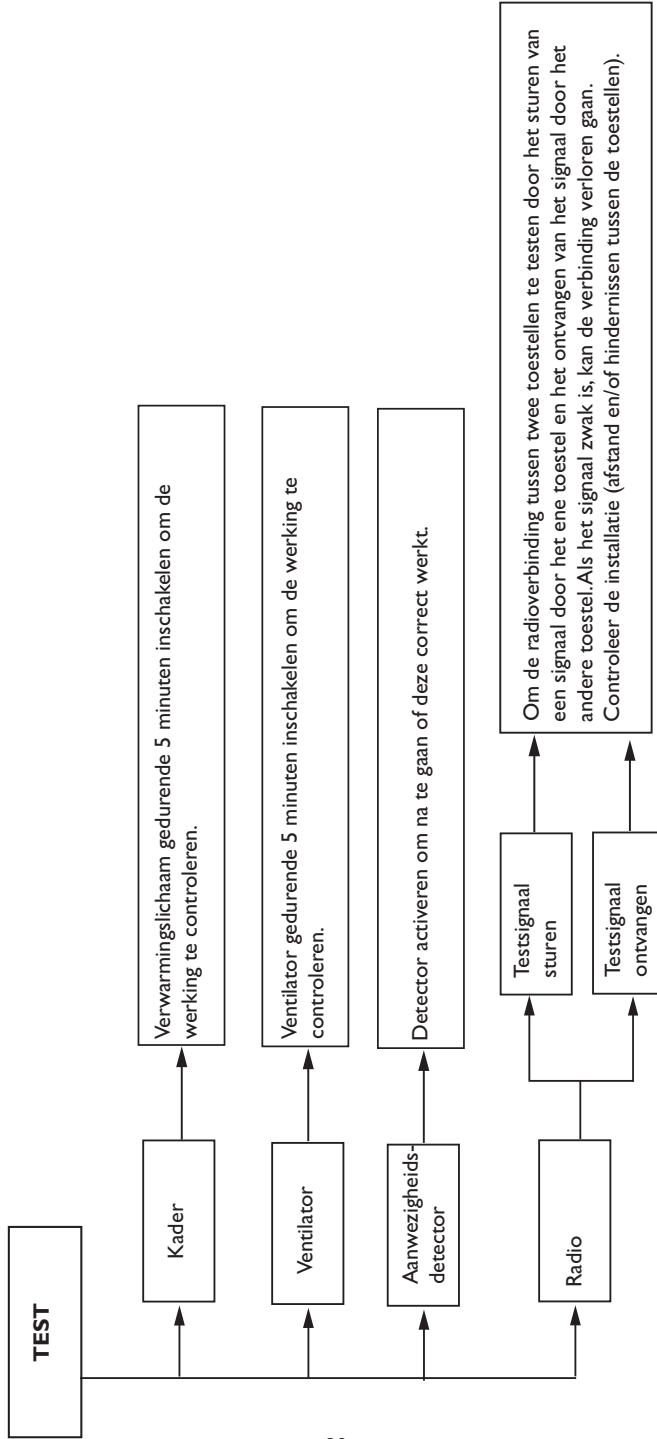 TEST
Kader
Verwarmingslichaam gedurende 5 minuten inschakelen om de
werking te controleren.
Ventilator
Ventilator gedurende 5 minuten inschakelen om de werking te
controleren.
Aanwezigheids-
detector
Detector activeren om na te gaan of deze correct werkt.
Radio
Testsignaal
sturen
Testsignaal
ontvangen
Om de radioverbinding tussen twee toestellen te testen door het sturen van
een signaal door het ene toestel en het ontvangen van het signaal door het
andere toestel.Als het signaal zwak is, kan de verbinding verloren gaan.
Controleer de installatie (afstand en/of hindernissen tussen de toestellen).